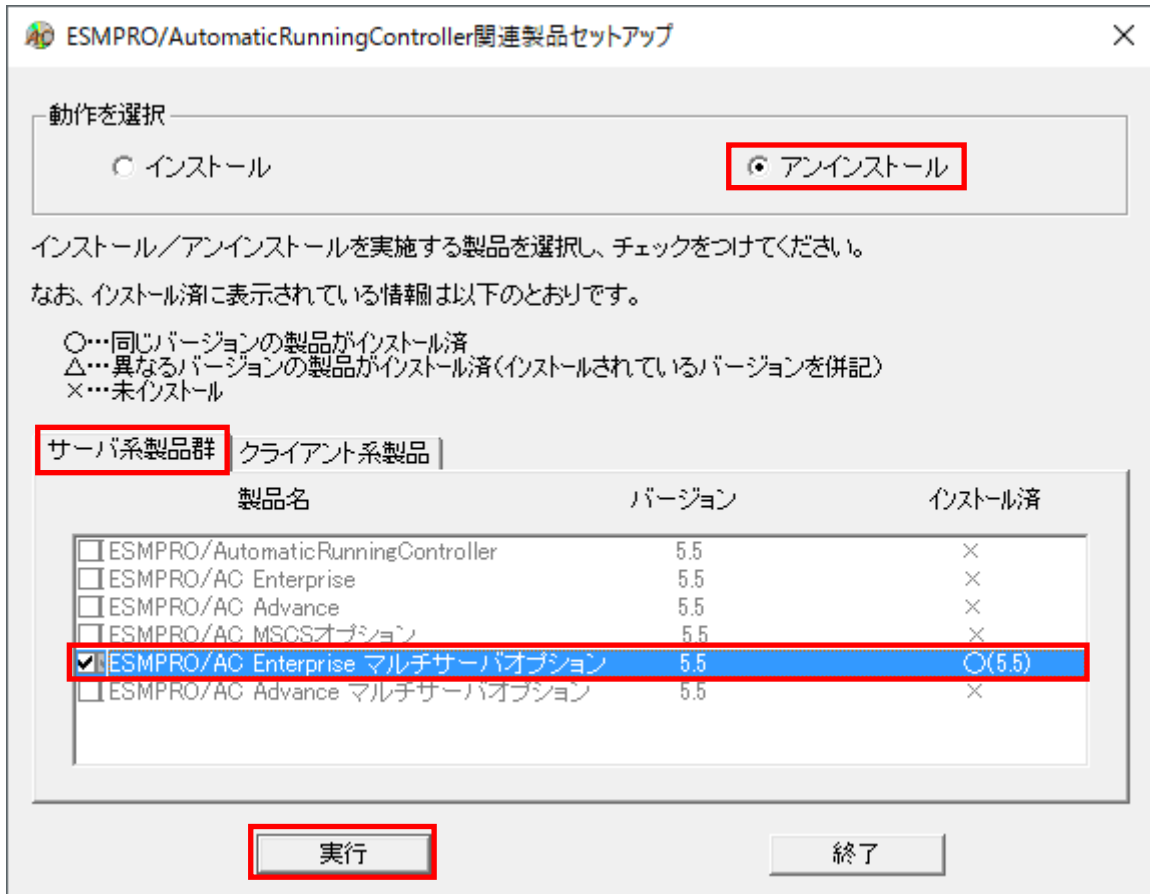 ESMPRO/AutomaticRunningController関連製品セットアップ
動作を選択
インストール
アンインストール
インストール／アンインストールを実施する製品を選択し、チェックをつけてください。
なお、インストール済に表示されている情報は以下のとおりです。
○…同じバージョンの製品がインストール済
△…異なるバージョンの製品がインストール済(インストールされているバージョンを併記)
×…未インストール
サーバ系製品群 クライアント系製品
製品名 バージョン インストール済
ESMPRO/AutomaticRunningController 5.5 ×
ESMPRO/AC Enterprise 5.5 ×
ESMPRO/AC Advance 5.5 ×
ESMPRO/AC MSCSオプション 5.5 ×
ESMPRO/AC Enterprise マルチサーバオプション 5.5 ○(5.5)
ESMPRO/AC Advance マルチサーバオプション 5.5 ×
実行 終了